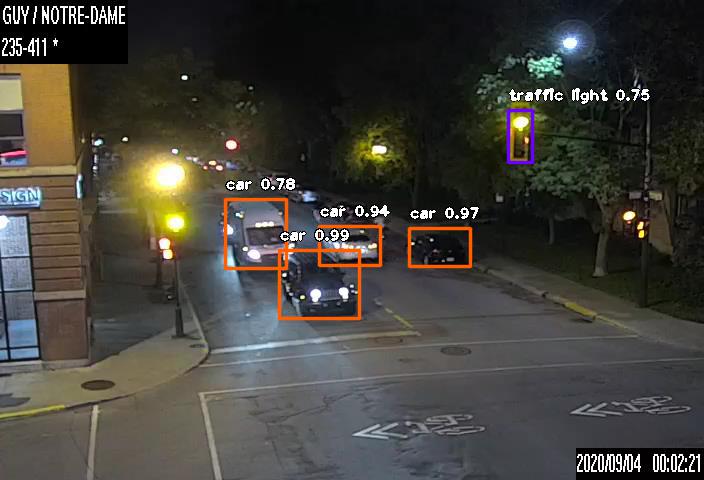 GUY / NOTRE-DAME
235-411 *
traffic light 0.75
car 0.78
car 0.94
car 0.97
car 0.99
SIGN
2020/09/04 00:02:21